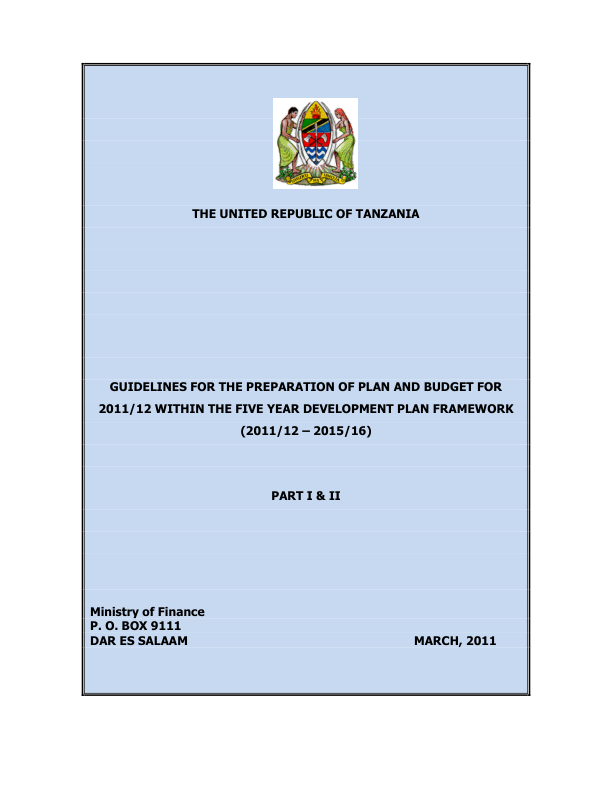 THE UNITED REPUBLIC OF TANZANIA
GUIDELINES FOR THE PREPARATION OF PLAN AND BUDGET FOR
2011/12 WITHIN THE FIVE YEAR DEVELOPMENT PLAN FRAMEWORK
(2011/12 – 2015/16)
PART I & II
Ministry of Finance
P. O. BOX 9111
DAR ES SALAAM MARCH, 2011